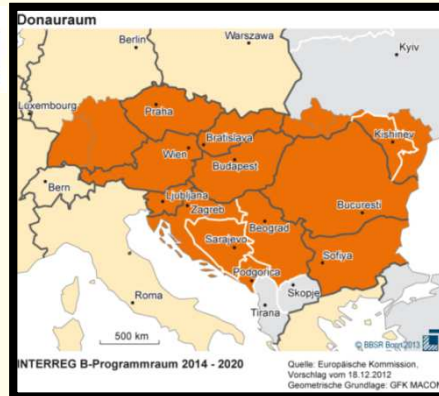 Donauraum
Berlin
Warszawa
Kyiv
Luxembourg
Praha
Bratislava
Kishinev
Wien
Budapest
Bern
Ljubljana
Zagreb
Bucuresti
Beograd
Sarajevo
Sofiya
Podgorica
Skopje
Roma
Tirana
500 km
© BBSR Bonn 2013
INTERREG B-Programmraum 2014 - 2020
Quelle: Europäische Kommission,
Vorschlag vom 18.12.2012
Geometrische Grundlage: GFK MACON